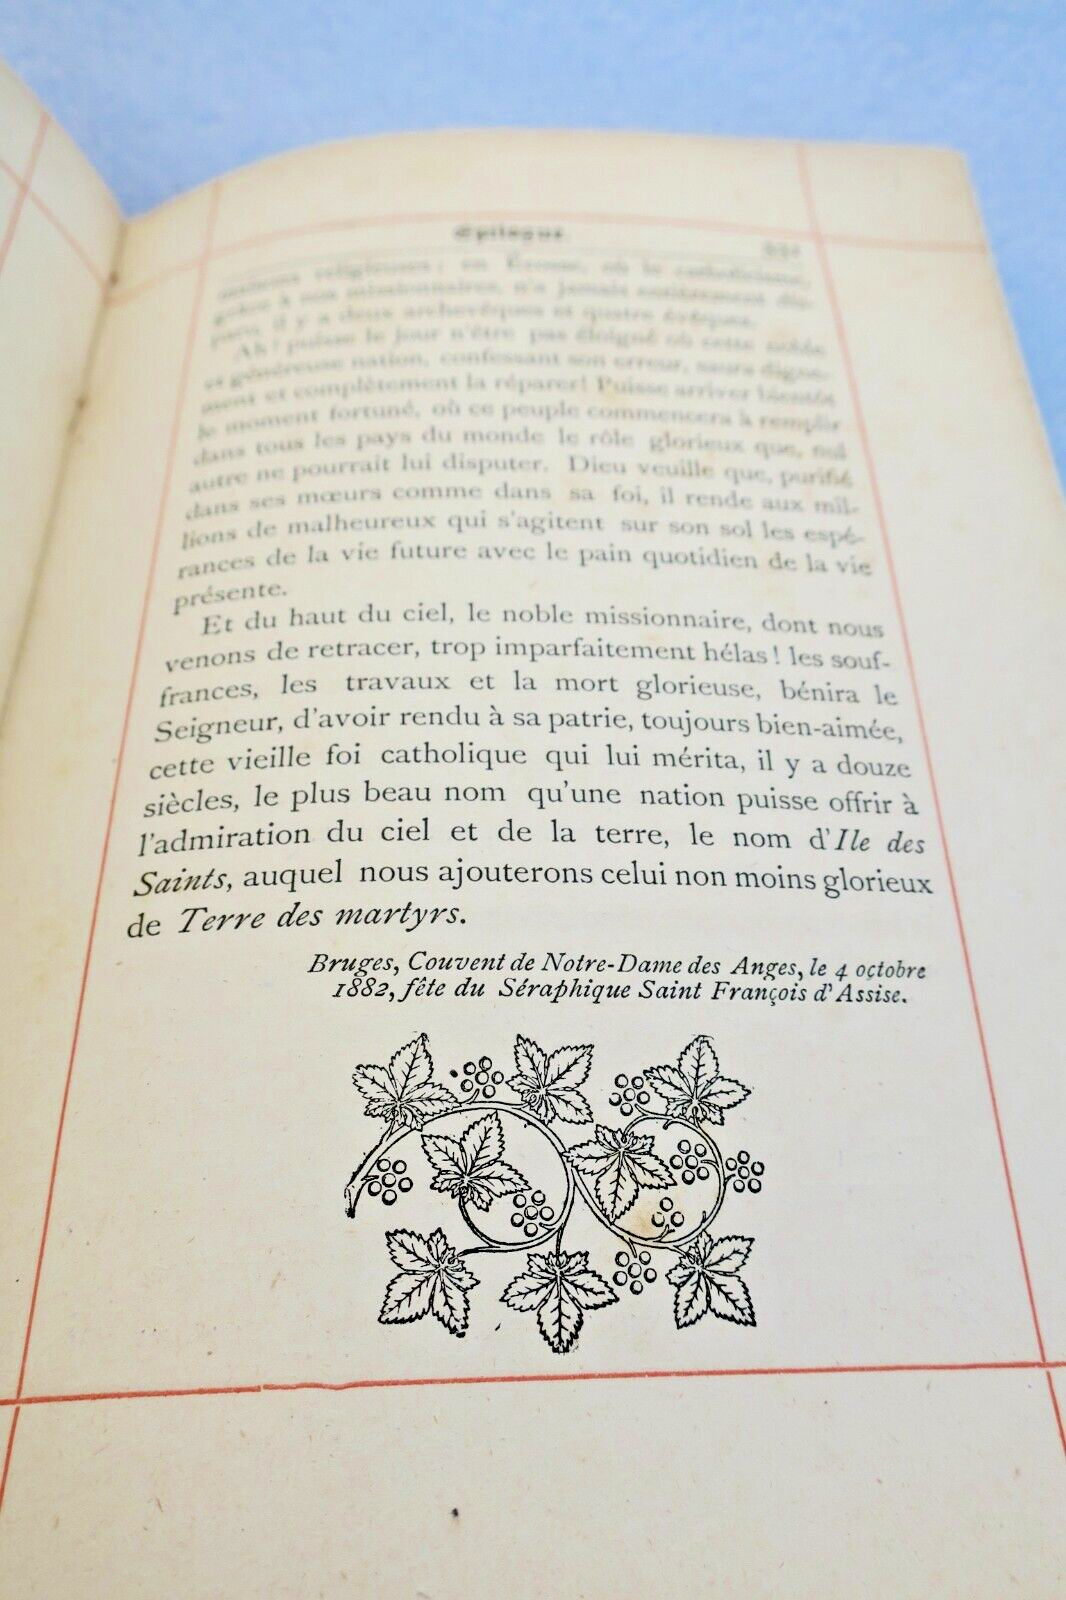 Epilogue.
religieuses ; en Écosse, où le catholicisme,
grâce à nos missionnaires, n'a jamais entièrement dis-
paru, il y a deux archevêques et quatre évêques.
Ah ! puisse le jour n'être pas éloigné où cette noble
et généreuse nation, confessant son erreur, saura digne-
ment et complètement la réparer! Puisse arriver bientôt
le moment fortuné, où ce peuple commencera à remplir
dans tous les pays du monde le rôle glorieux que, nul
autre ne pourrait lui disputer. Dieu veuille que, purifié
dans ses mœurs comme dans sa foi, il rende aux mil-
lions de malheureux qui s'agitent sur son sol les espé-
rances de la vie future avec le pain quotidien de la vie
présente.
Et du haut du ciel, le noble missionnaire, dont nous
venons de retracer, trop imparfaitement hélas! les souf-
frances, les travaux et la mort glorieuse, bénira le
Seigneur, d'avoir rendu à sa patrie, toujours bien-aimée,
cette vieille foi catholique qui lui mérita, il y a douze
siècles, le plus beau nom qu'une nation puisse offrir à
l'admiration du ciel et de la terre, le nom d'Ile des
Saints, auquel nous ajouterons celui non moins glorieux
de Terre des martyrs.
Bruges, Couvent de Notre-Dame des Anges, le 4 octobre
1882, fête du Séraphique Saint François d'Assise.